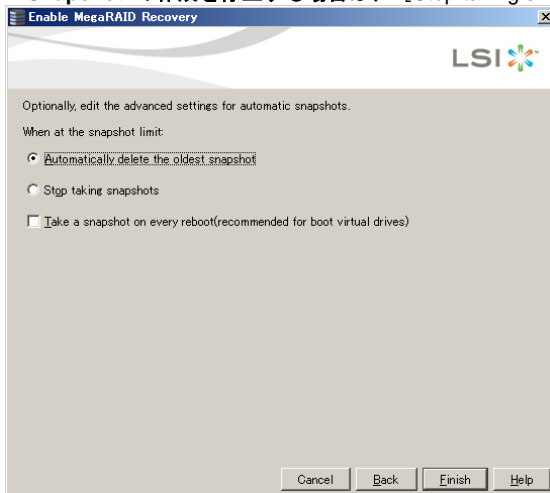 Enable MegaRAID Recovery
LSI
Optionally, edit the advanced settings for automatic snapshots.
When at the snapshot limit:
Automatically delete the oldest snapshot
Stop taking snapshots
Take a snapshot on every reboot(recommended for boot virtual drives)
Cancel Back Finish Help